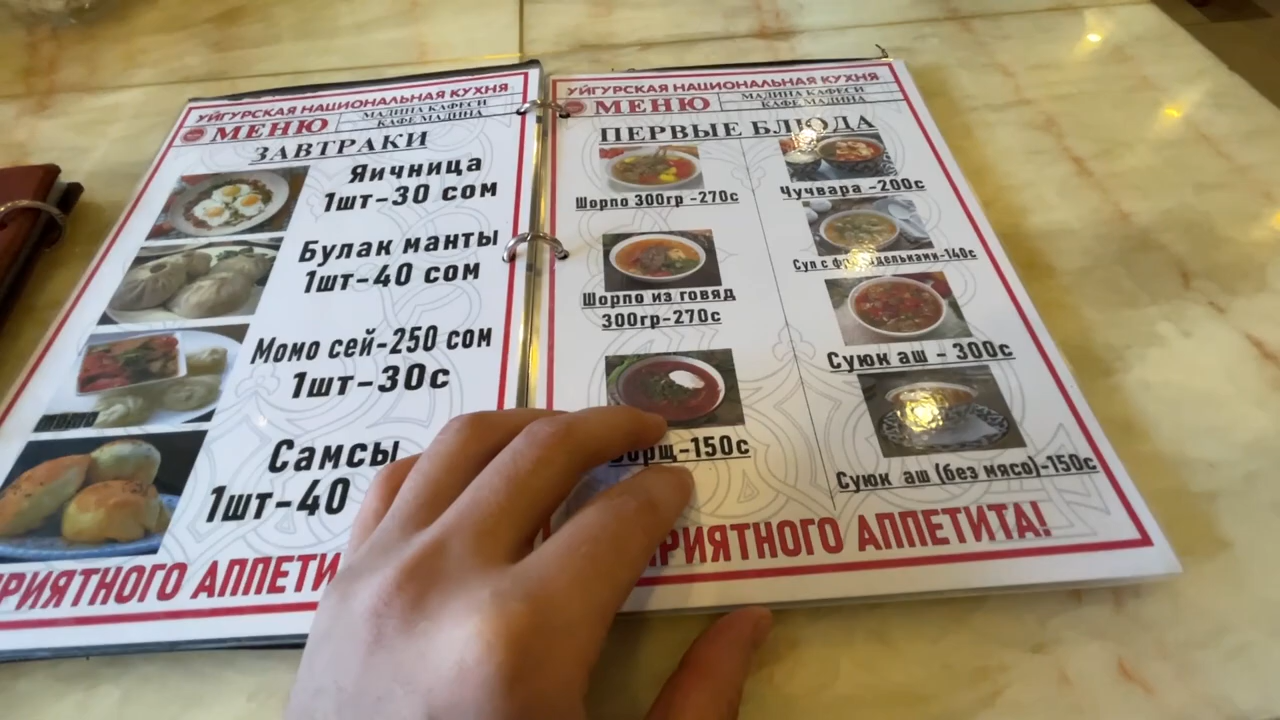 УЙГУРСКАЯ НАЦИОНАЛЬНАЯ КУХНЯ
МЕНЮ
МАДИНА КАФЕСИ
КАФЕ МАДИНА
ЗАВТРАКИ
Яичница
1шт-30 сом
Булак манты
1шт-40 сом
Момо сей-250 сом
1шт-30с
Самсы
1шт-40
ПРИЯТНОГО АППЕТИ
УЙГУРСКАЯ НАЦИОНАЛЬНАЯ КУХНЯ
МЕНЮ
МАДИНА КАФЕСИ
КАФЕ МАДИНА
ПЕРВЫЕ БЛЮДА
Шорпо 300гр -270с
Шорпо из говяд
300гр-270с
Борщ-150с
Чучвара -200с
Суп с фрикадельками-140с
Суюк аш - 300с
Суюк аш (без мясо)-150с
ПРИЯТНОГО АППЕТИТА!